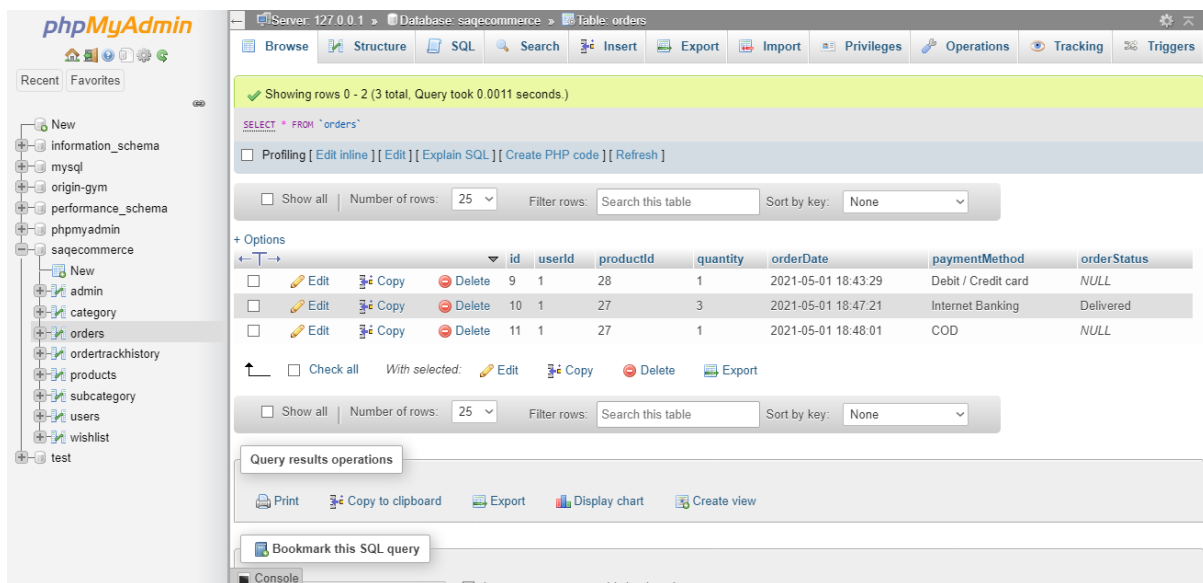 phpMyAdmin
Recent Favorites
New
information_schema
mysql
origin-gym
performance_schema
phpmyadmin
saqecommerce
New
admin
category
orders
ordertrackhistory
products
subcategory
users
wishlist
test
Server: 127.0.0.1 » Database: saqecommerce » Table: orders
Browse Structure SQL Search Insert Export Import Privileges Operations Tracking Triggers
Showing rows 0 - 2 (3 total, Query took 0.0011 seconds.)
SELECT * FROM `orders`
Profiling [ Edit inline ] [ Edit ] [ Explain SQL ] [ Create PHP code ] [ Refresh ]
Show all | Number of rows: 25 Filter rows: Search this table Sort by key: None
+ Options
id userId productId quantity orderDate paymentMethod orderStatus
Edit Copy Delete 9 1 28 1 2021-05-01 18:43:29 Debit / Credit card NULL
Edit Copy Delete 10 1 27 3 2021-05-01 18:47:21 Internet Banking Delivered
Edit Copy Delete 11 1 27 1 2021-05-01 18:48:01 COD NULL
Check all With selected: Edit Copy Delete Export
Show all | Number of rows: 25 Filter rows: Search this table Sort by key: None
Query results operations
Print Copy to clipboard Export Display chart Create view
Bookmark this SQL query
Console